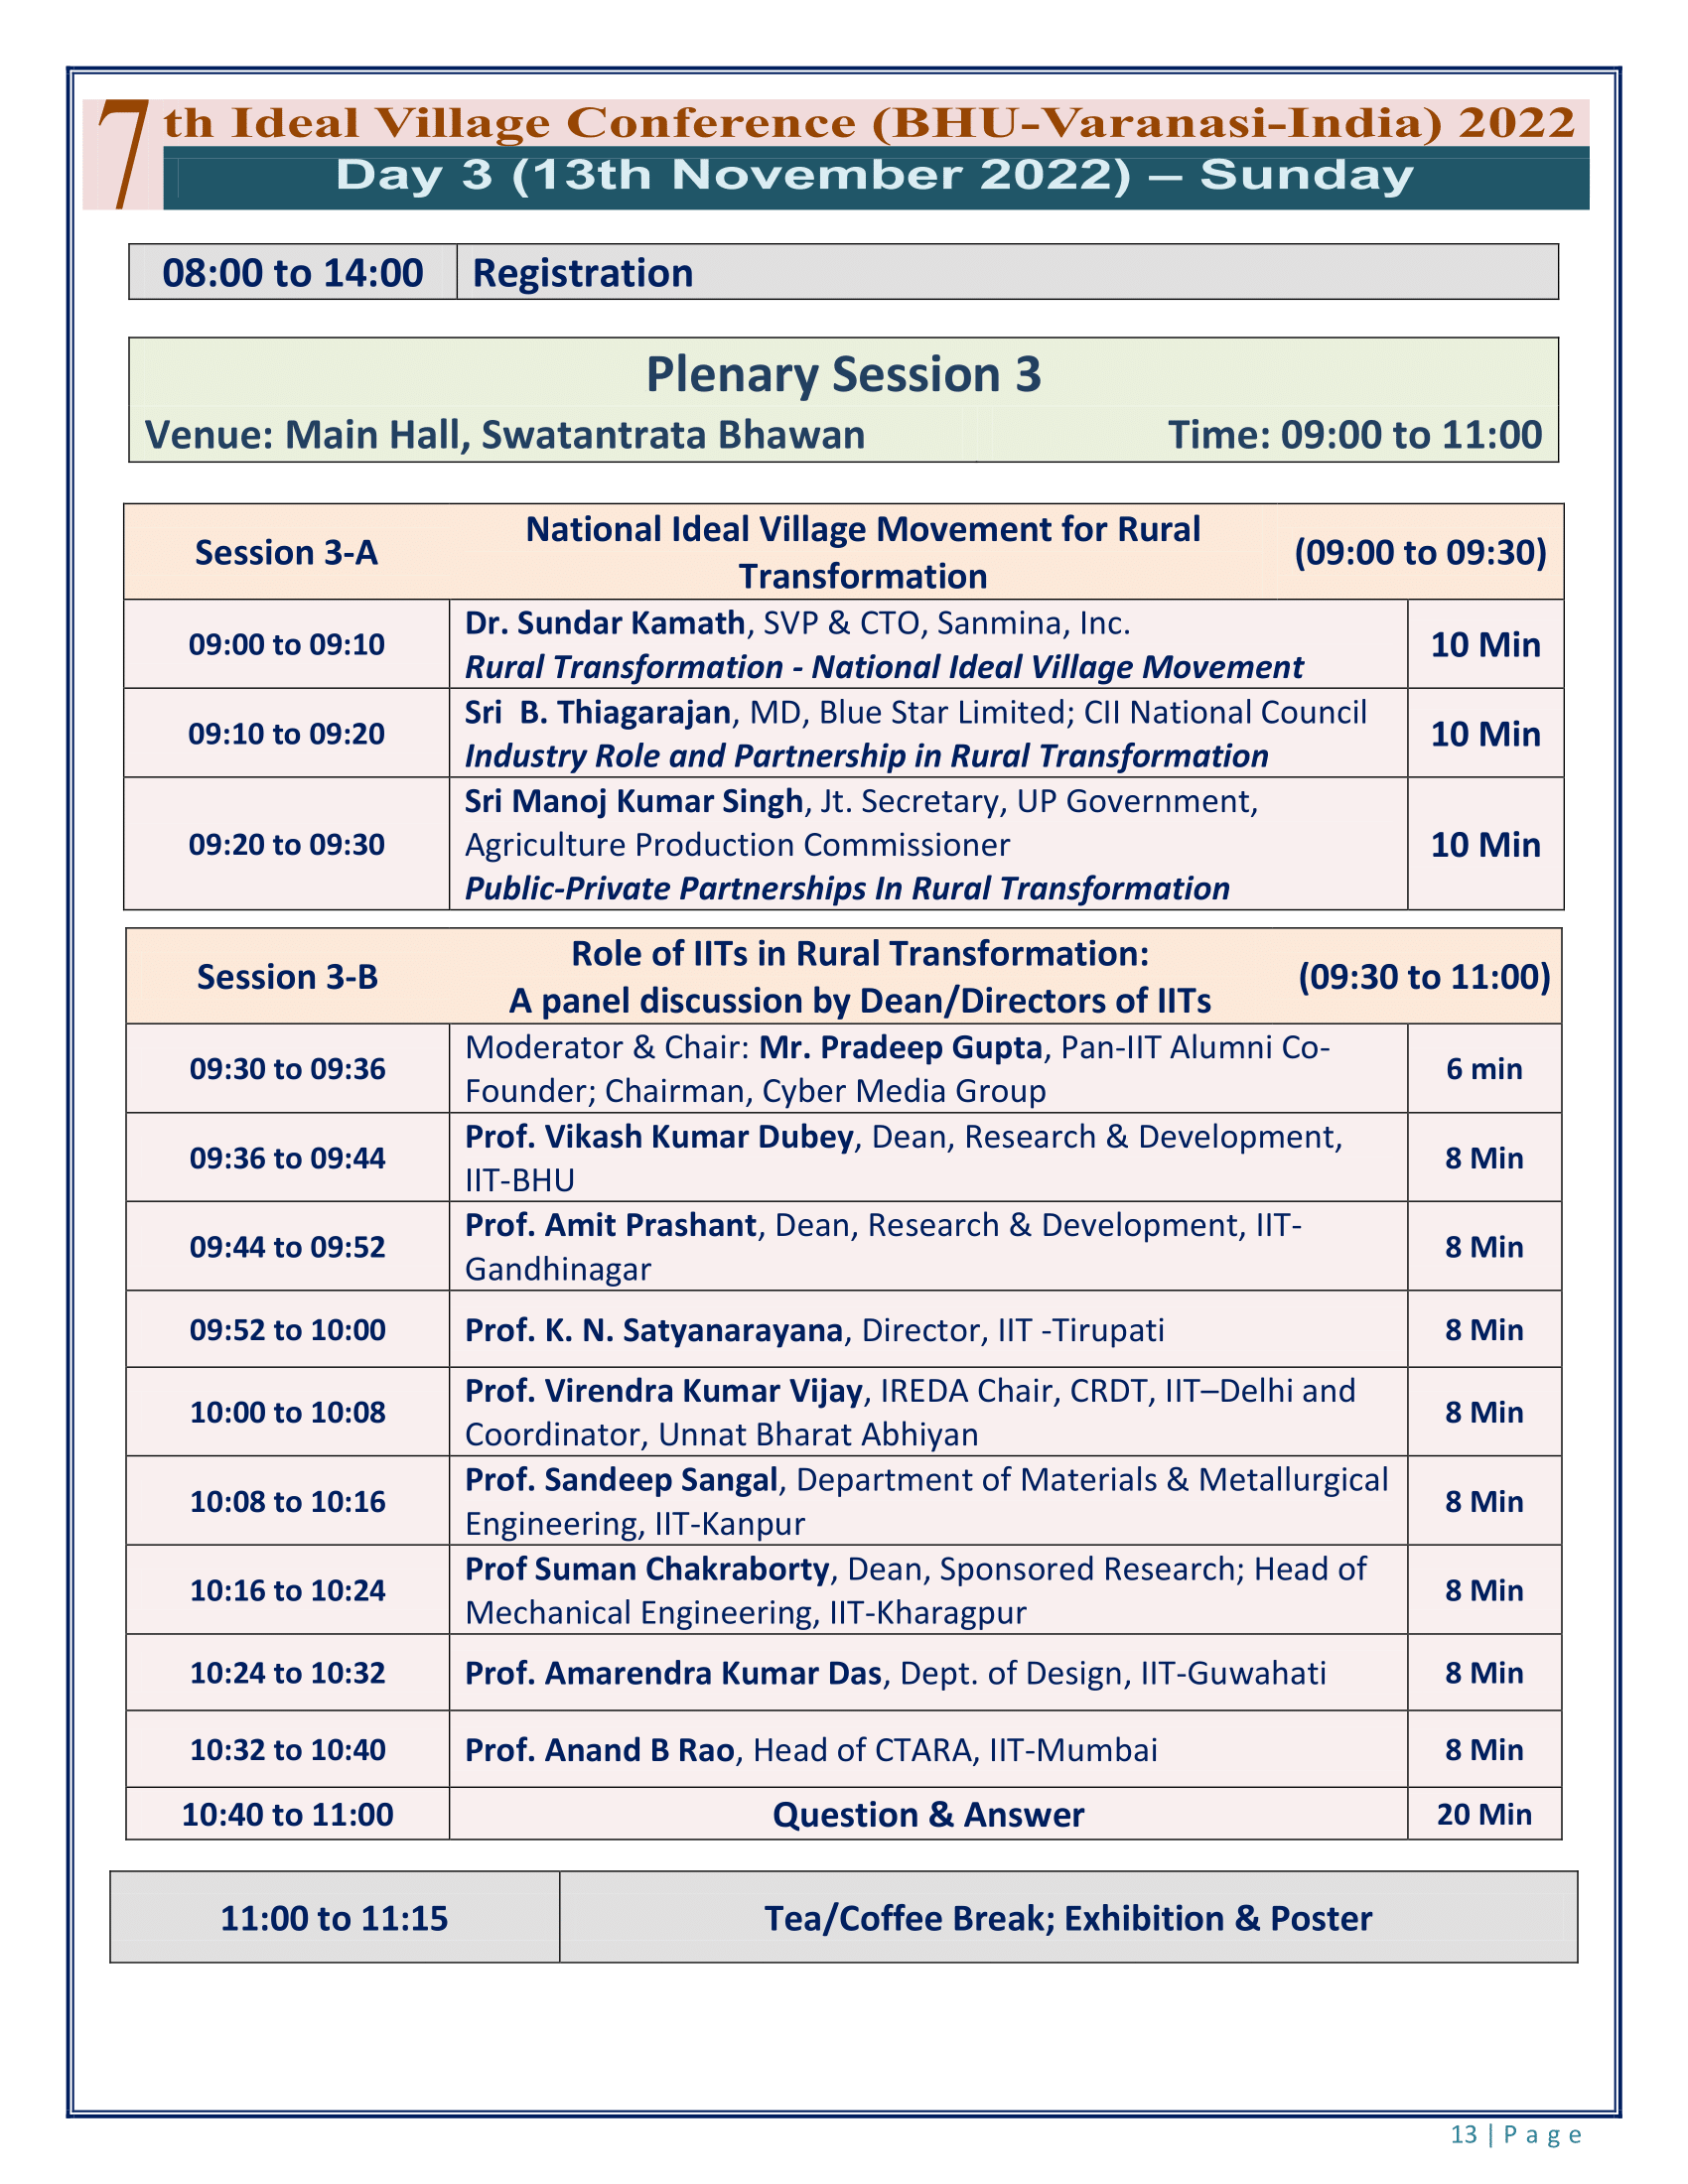 7th Ideal Village Conference (BHU-Varanasi-India) 2022
Day 3 (13th November 2022) – Sunday
08:00 to 14:00 Registration
Plenary Session 3
Venue: Main Hall, Swatantrata Bhawan Time: 09:00 to 11:00
Session 3-A National Ideal Village Movement for Rural (09:00 to 09:30)
Transformation
09:00 to 09:10 Dr. Sundar Kamath, SVP & CTO, Sanmina, Inc. 10 Min
Rural Transformation - National Ideal Village Movement
09:10 to 09:20 Sri  B. Thiagarajan, MD, Blue Star Limited; CII National Council 10 Min
Industry Role and Partnership in Rural Transformation
09:20 to 09:30 Sri Manoj Kumar Singh, Jt. Secretary, UP Government, 10 Min
Agriculture Production Commissioner
Public-Private Partnerships In Rural Transformation
Session 3-B Role of IITs in Rural Transformation: (09:30 to 11:00)
A panel discussion by Dean/Directors of IITs
09:30 to 09:36 Moderator & Chair: Mr. Pradeep Gupta, Pan-IIT Alumni Co- 6 min
Founder; Chairman, Cyber Media Group
09:36 to 09:44 Prof. Vikash Kumar Dubey, Dean, Research & Development, 8 Min
IIT-BHU
09:44 to 09:52 Prof. Amit Prashant, Dean, Research & Development, IIT- 8 Min
Gandhinagar
09:52 to 10:00 Prof. K. N. Satyanarayana, Director, IIT -Tirupati 8 Min
10:00 to 10:08 Prof. Virendra Kumar Vijay, IREDA Chair, CRDT, IIT–Delhi and 8 Min
Coordinator, Unnat Bharat Abhiyan
10:08 to 10:16 Prof. Sandeep Sangal, Department of Materials & Metallurgical 8 Min
Engineering, IIT-Kanpur
10:16 to 10:24 Prof Suman Chakraborty, Dean, Sponsored Research; Head of 8 Min
Mechanical Engineering, IIT-Kharagpur
10:24 to 10:32 Prof. Amarendra Kumar Das, Dept. of Design, IIT-Guwahati 8 Min
10:32 to 10:40 Prof. Anand B Rao, Head of CTARA, IIT-Mumbai 8 Min
10:40 to 11:00 Question & Answer 20 Min
11:00 to 11:15 Tea/Coffee Break; Exhibition & Poster
13 | Page